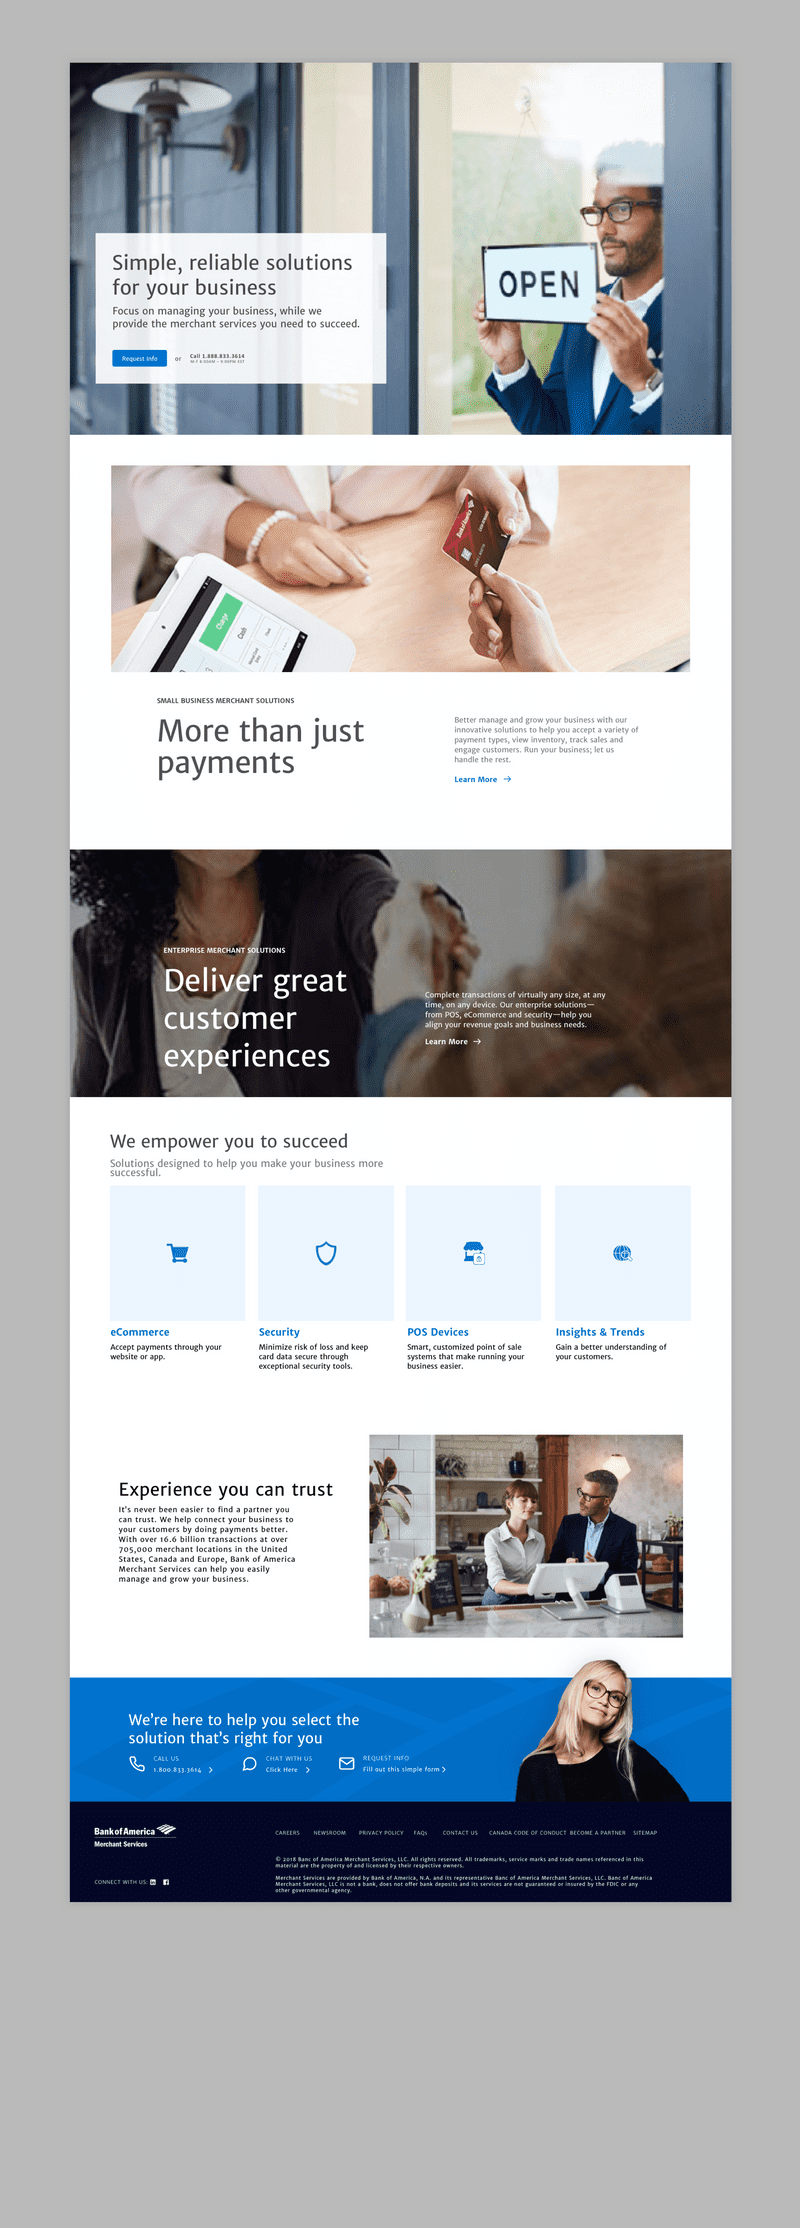 OPEN
Simple, reliable solutions
for your business
Focus on managing your business, while we
provide the merchant services you need to succeed.
Request Info or Call 1.888.833.3614
M-F 8:00AM – 9:00PM EST
BankofAmerica
Charge
Cash
SMALL BUSINESS MERCHANT SOLUTIONS
More than just
payments
Better manage and grow your business with our
innovative solutions to help you accept a variety of
payment types, view inventory, track sales and
engage customers. Run your business; let us
handle the rest.
Learn More
ENTERPRISE MERCHANT SOLUTIONS
Deliver great
customer
experiences
Complete transactions of virtually any size, at any
time, on any device. Our enterprise solutions—
from POS, eCommerce and security—help you
align your revenue goals and business needs.
Learn More
We empower you to succeed
Solutions designed to help you make your business more
successful.
eCommerce
Accept payments through your
website or app.
Security
Minimize risk of loss and keep
card data secure through
exceptional security tools.
POS Devices
Smart, customized point of sale
systems that make running your
business easier.
Insights & Trends
Gain a better understanding of
your customers.
Experience you can trust
It's never been easier to find a partner you
can trust. We help connect your business to
your customers by doing payments better.
With over 16.6 billion transactions at over
705,000 merchant locations in the United
States, Canada and Europe, Bank of America
Merchant Services can help you easily
manage and grow your business.
We're here to help you select the
solution that's right for you
CALL US
1.800.833.3614
CHAT WITH US
Click Here
REQUEST INFO
Fill out this simple form
Bank of America
Merchant Services
CAREERS NEWSROOM PRIVACY POLICY FAQs CONTACT US CANADA CODE OF CONDUCT BECOME A PARTNER SITEMAP
© 2018 Banc of America Merchant Services, LLC. All rights reserved. All trademarks, service marks and trade names referenced in this
material are the property of and licensed by their respective owners.
Merchant Services are provided by Bank of America, N.A. and its representative Banc of America Merchant Services, LLC. Banc of America
Merchant Services, LLC is not a bank, does not offer bank deposits and its services are not guaranteed or insured by the FDIC or any
other governmental agency.
CONNECT WITH US: